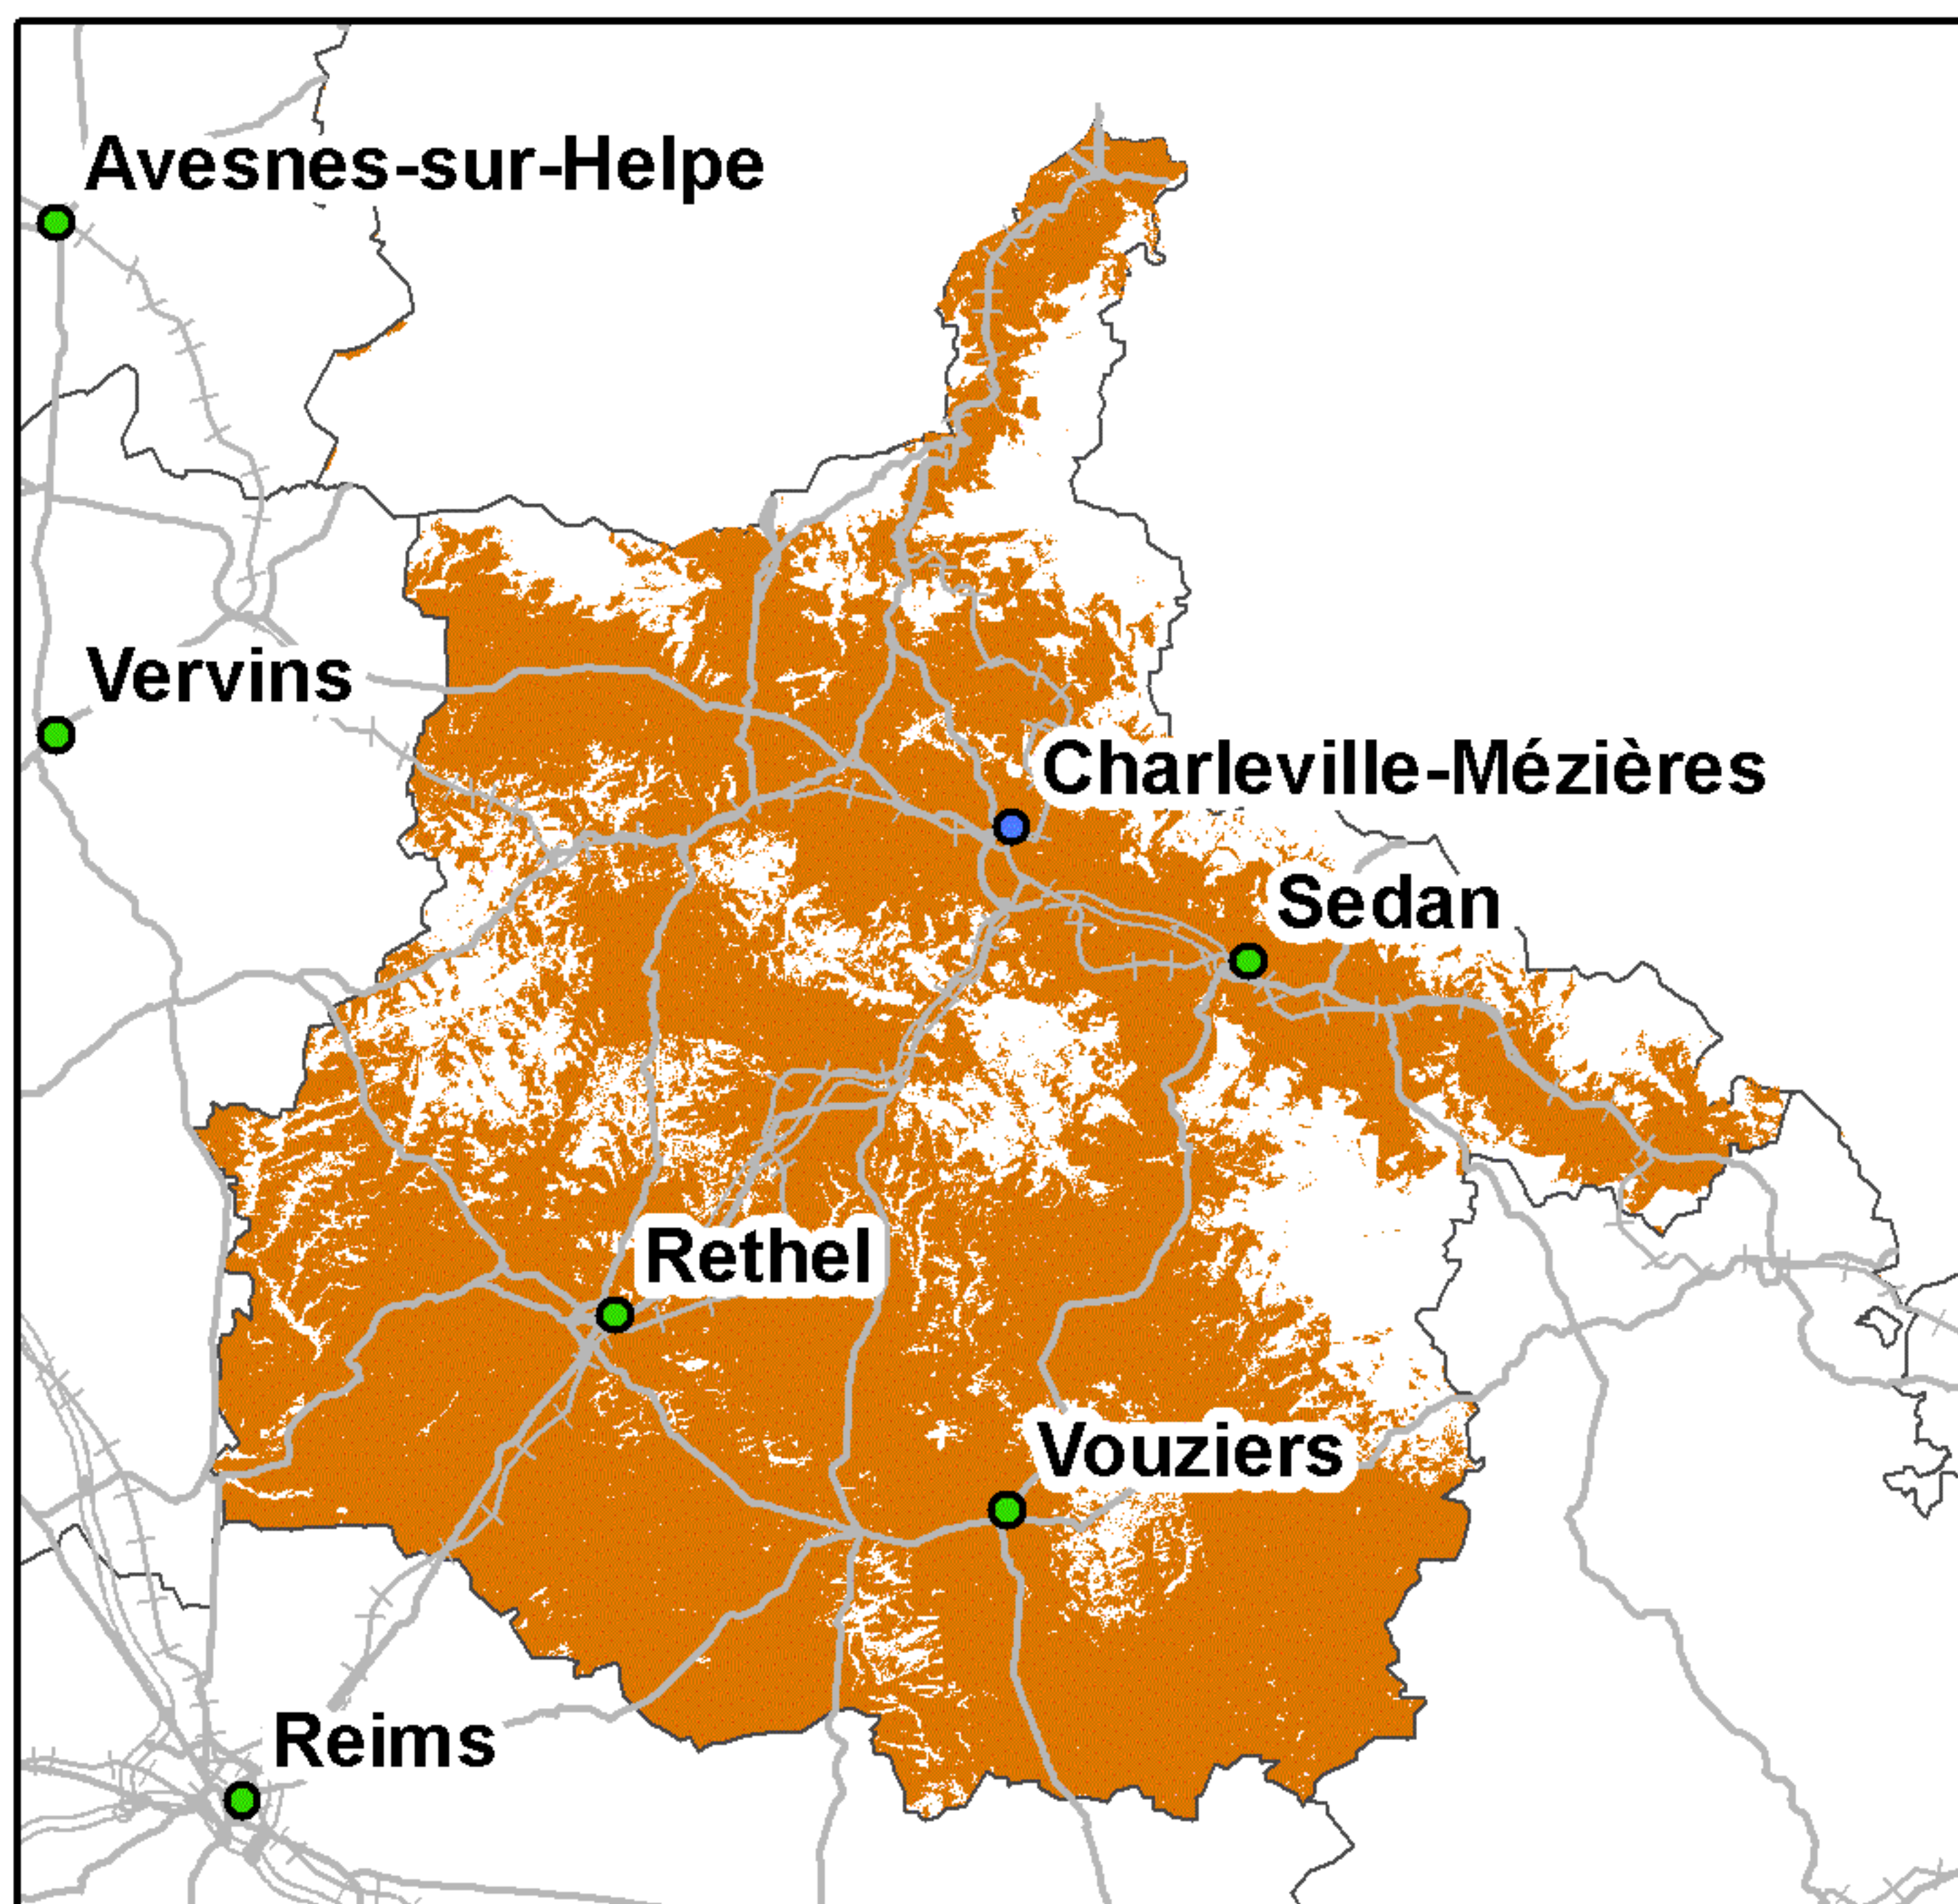 Avesnes-sur-Helpe
Vervins
Charleville-Mézières
Sedan
Rethel
Vouziers
Reims